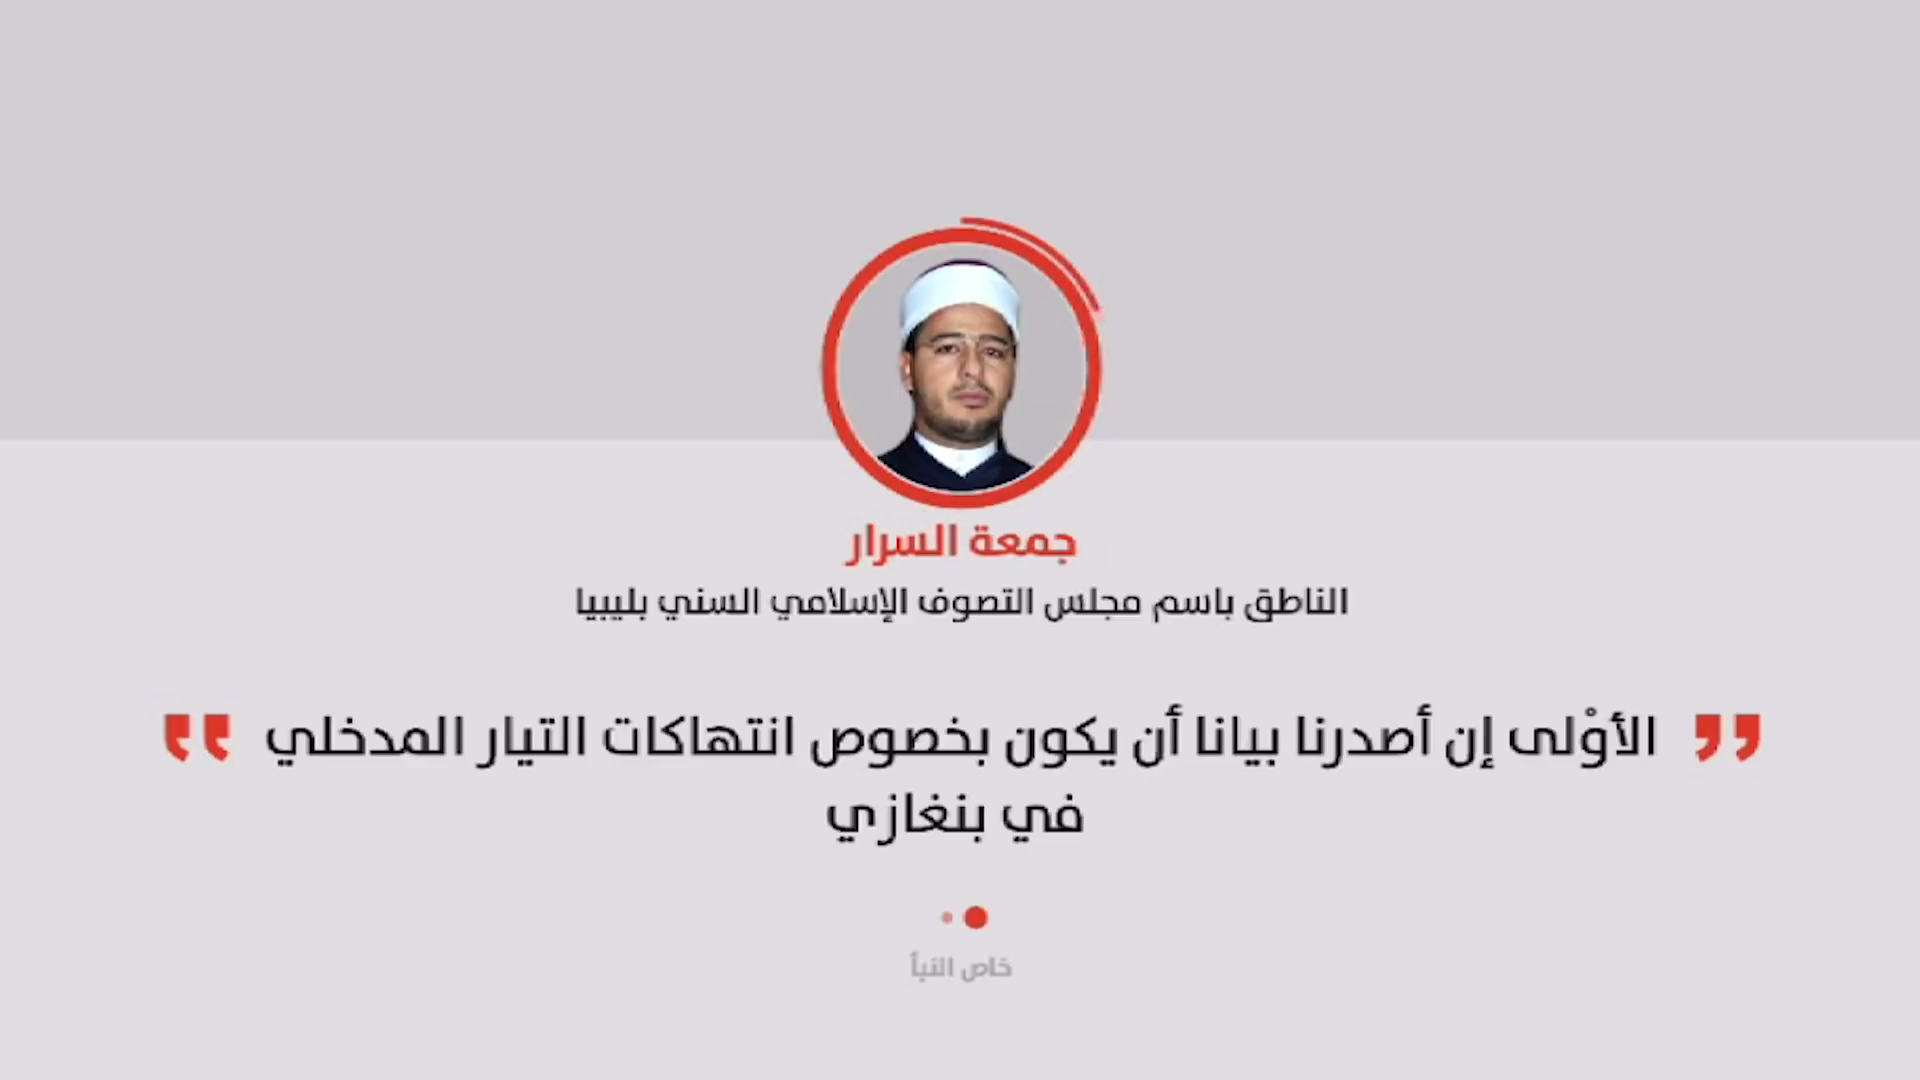 جمعة السرار
الناطق باسم مجلس التصوف الإسلامي السني بليبيا
" الأوْلى إن أصدرنا بيانا أن يكون بخصوص انتهاكات التيار المدخلي "
في بنغازي
خاص النبأ